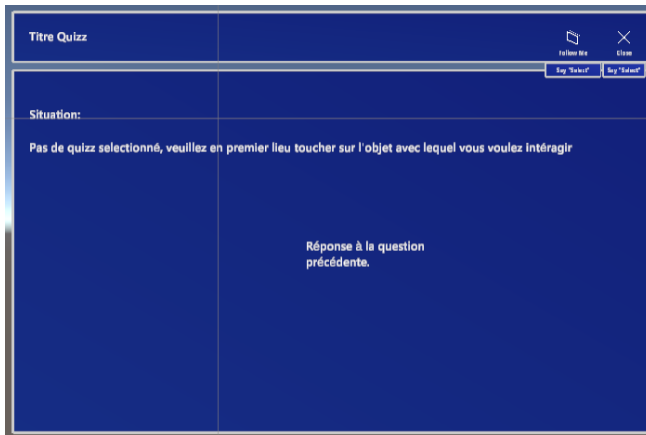 Titre Quizz
Follow Me
Close
Say "Select"
Say "Select"
Situation:
Pas de quizz selectionné, veuillez en premier lieu toucher sur l'objet avec lequel vous voulez intéragir
Réponse à la question
précédente.